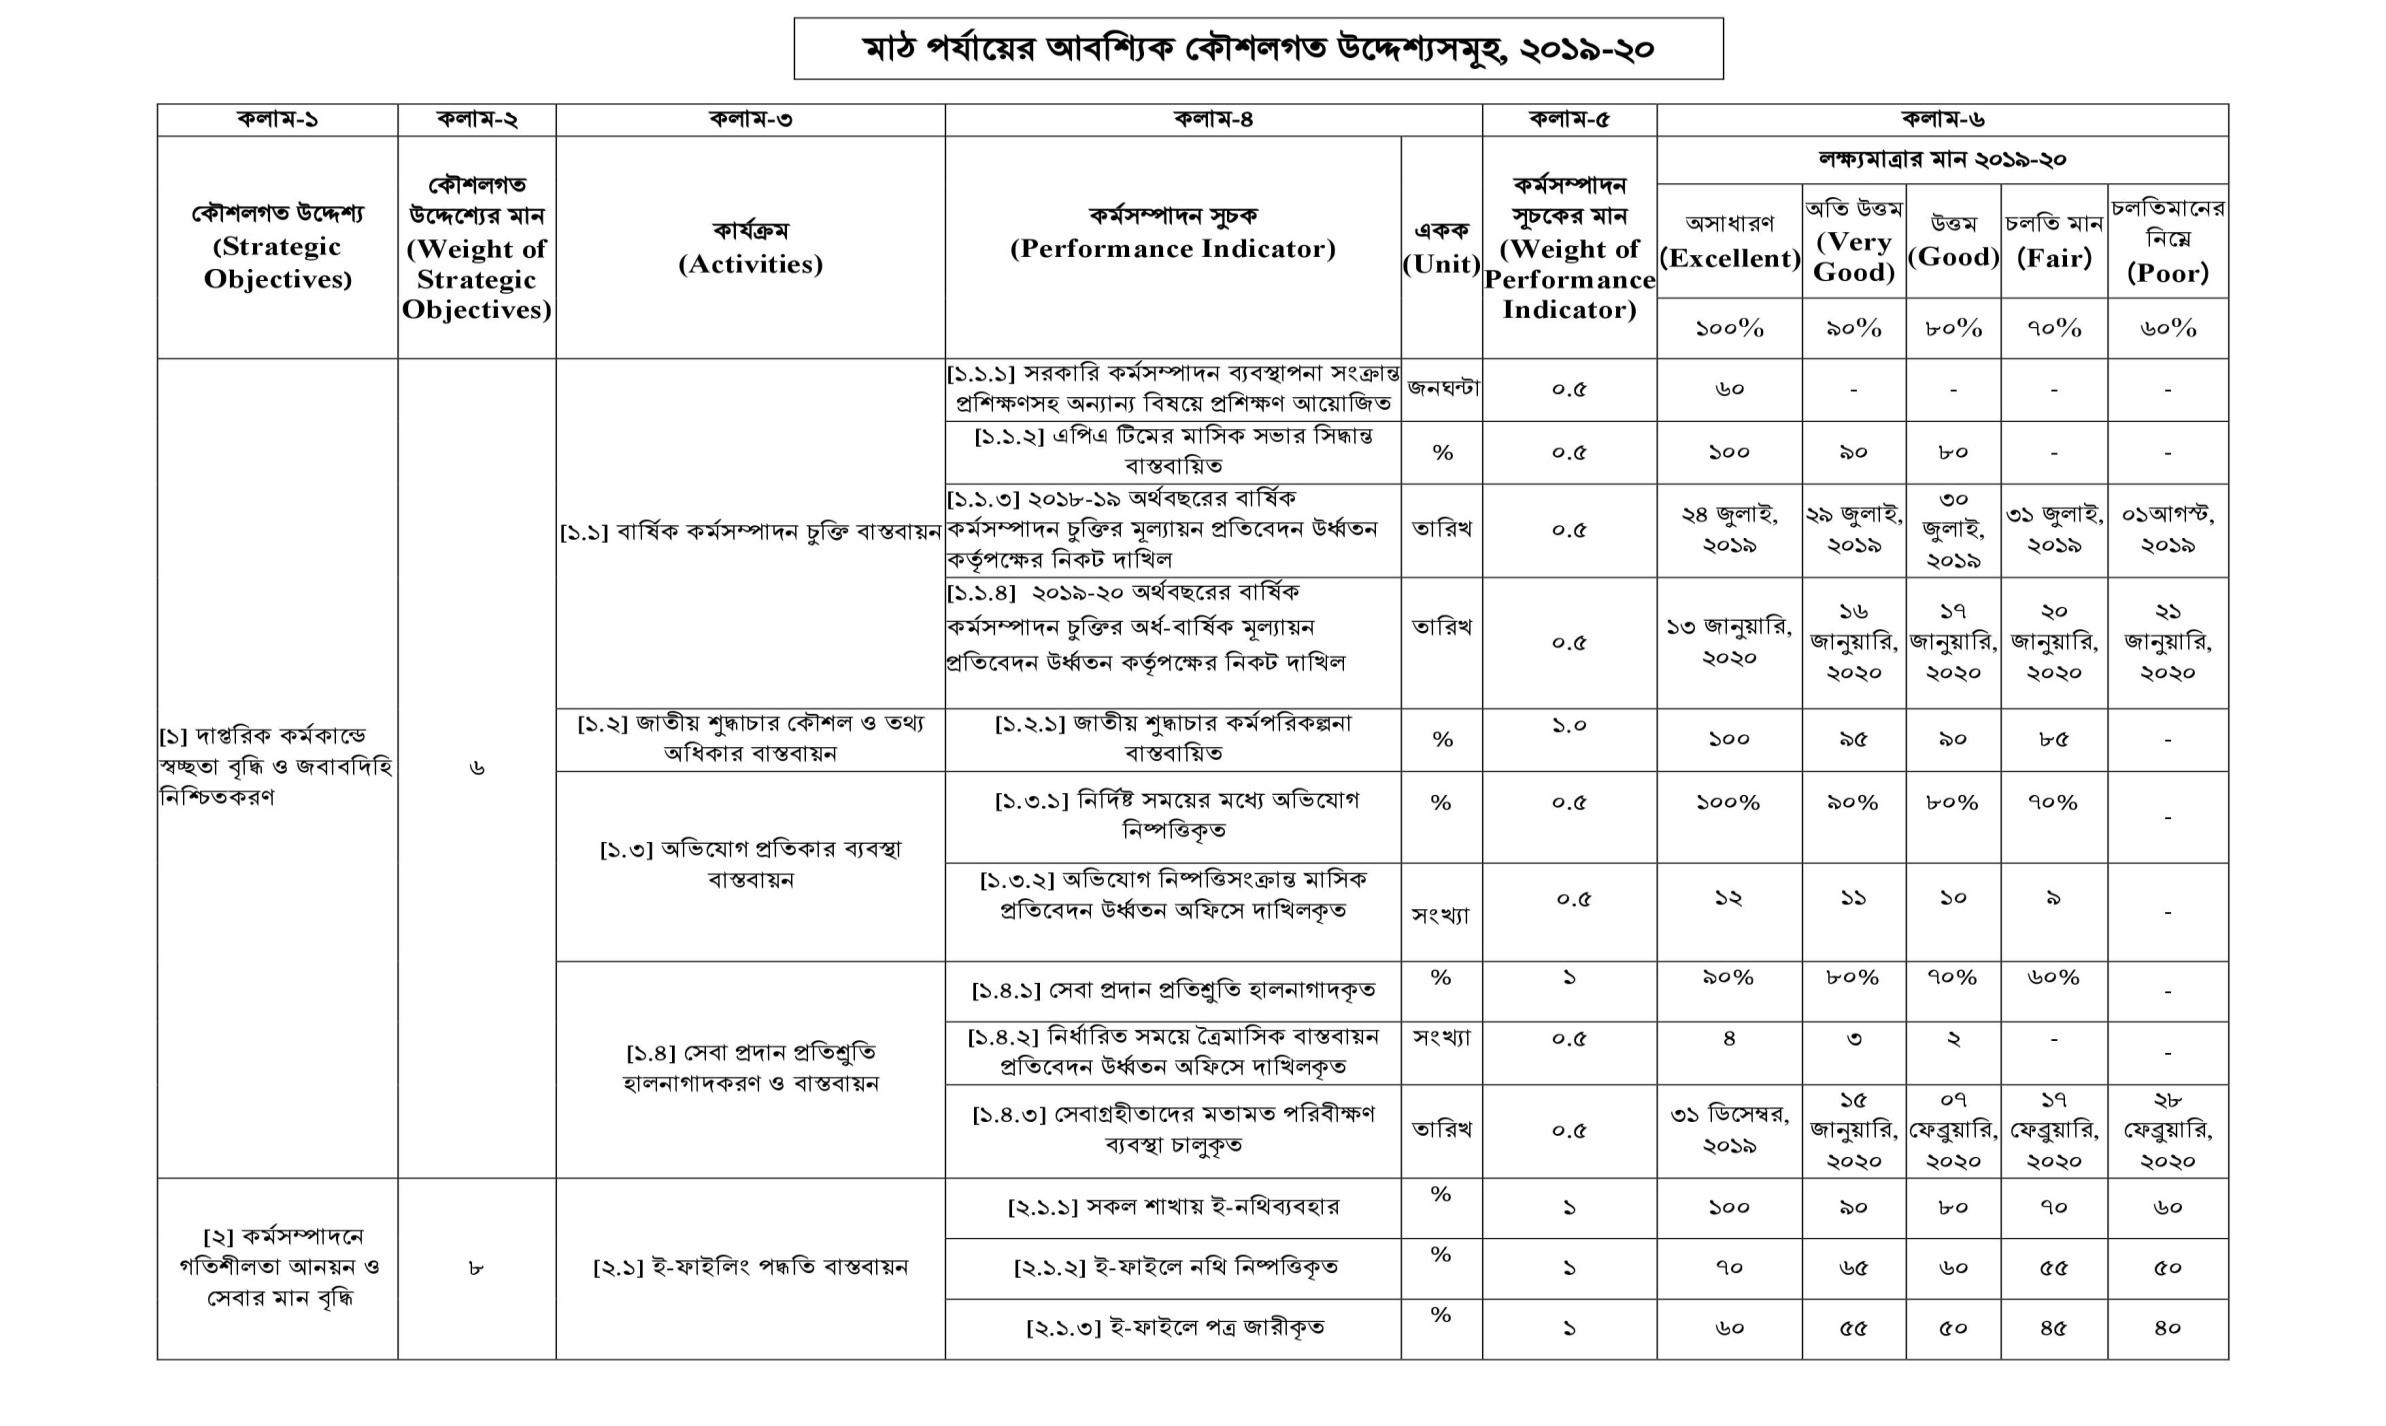 মাঠ পর্যায়ের আবশ্যিক কৌশলগত উদ্দেশ্যসমূহ, ২০১৯-২০
কলাম-১ কলাম-২ কলাম-৩ কলাম-৪ কলাম-৫ কলাম-৬
কৌশলগত উদ্দেশ্য
(Strategic
Objectives)
কৌশলগত
উদ্দেশ্যের মান
(Weight of
Strategic
Objectives)
কার্যক্রম
(Activities)
কর্মসম্পাদন সুচক
(Performance Indicator)
একক
(Unit)
কর্মসম্পাদন
সূচকের মান
(Weight of
Performance
Indicator)
লক্ষ্যমাত্রার মান ২০১৯-২০
অসাধারণ
(Excellent)
অতি উত্তম
(Very
Good)
উত্তম
(Good)
চলতি মান
(Fair)
চলতিমানের
নিম্নে
(Poor)
১০০% ৯০% ৮০% ৭০% ৬০%
[১] দাপ্তরিক কর্মকান্ডে
স্বচ্ছতা বৃদ্ধি ও জবাবদিহি
নিশ্চিতকরণ
৬
[১.১] বার্ষিক কর্মসম্পাদন চুক্তি বাস্তবায়ন
[১.১.১] সরকারি কর্মসম্পাদন ব্যবস্থাপনা সংক্রান্ত
প্রশিক্ষণসহ অন্যান্য বিষয়ে প্রশিক্ষণ আয়োজিত
জনঘন্টা ০.৫ ৬০ - - - -
[১.১.২] এপিএ টিমের মাসিক সভার সিদ্ধান্ত
বাস্তবায়িত
% ০.৫ ১০০ ৯০ ৮০ - -
[১.১.৩] ২০১৮-১৯ অর্থবছরের বার্ষিক
কর্মসম্পাদন চুক্তির মূল্যায়ন প্রতিবেদন উর্ধ্বতন
কর্তৃপক্ষের নিকট দাখিল
তারিখ ০.৫
২৪ জুলাই,
২০১৯
২৯ জুলাই,
২০১৯
৩০
জুলাই,
২০১৯
৩১ জুলাই,
২০১৯
০১আগস্ট,
২০১৯
[১.১.৪] ২০১৯-২০ অর্থবছরের বার্ষিক
কর্মসম্পাদন চুক্তির অর্ধ-বার্ষিক মূল্যায়ন
প্রতিবেদন উর্ধ্বতন কর্তৃপক্ষের নিকট দাখিল
তারিখ ০.৫
১৩ জানুয়ারি,
২০২০
১৬
জানুয়ারি,
২০২০
১৭
জানুয়ারি,
২০২০
২০
জানুয়ারি,
২০২০
২১
জানুয়ারি,
২০২০
[১.২] জাতীয় শুদ্ধাচার কৌশল ও তথ্য
অধিকার বাস্তবায়ন
[১.২.১] জাতীয় শুদ্ধাচার কর্মপরিকল্পনা
বাস্তবায়িত
% ১.০ ১০০ ৯৫ ৯০ ৮৫ -
[১.৩] অভিযোগ প্রতিকার ব্যবস্থা
বাস্তবায়ন
[১.৩.১] নির্দিষ্ট সময়ের মধ্যে অভিযোগ
নিষ্পত্তিকৃত
% ০.৫ ১০০% ৯০% ৮০% ৭০% -
[১.৩.২] অভিযোগ নিষ্পত্তিসংক্রান্ত মাসিক
প্রতিবেদন উর্ধ্বতন অফিসে দাখিলকৃত
সংখ্যা ০.৫ ১২ ১১ ১০ ৯ -
[১.৪] সেবা প্রদান প্রতিশ্রুতি
হালনাগাদকরণ ও বাস্তবায়ন
[১.৪.১] সেবা প্রদান প্রতিশ্রুতি হালনাগাদকৃত
% ১ ৯০% ৮০% ৭০% ৬০% -
[১.৪.২] নির্ধারিত সময়ে ত্রৈমাসিক বাস্তবায়ন
প্রতিবেদন উর্ধ্বতন অফিসে দাখিলকৃত
সংখ্যা ০.৫ ৪ ৩ ২ - -
[১.৪.৩] সেবাগ্রহীতাদের মতামত পরিবীক্ষণ
ব্যবস্থা চালুকৃত
তারিখ ০.৫
৩১ ডিসেম্বর,
২০১৯
১৫
জানুয়ারি,
২০২০
০৭
ফেব্রুয়ারি,
২০২০
১৭
ফেব্রুয়ারি,
২০২০
২৮
ফেব্রুয়ারি,
২০২০
[২] কর্মসম্পাদনে
গতিশীলতা আনয়ন ও
সেবার মান বৃদ্ধি
৮
[২.১] ই-ফাইলিং পদ্ধতি বাস্তবায়ন
[২.১.১] সকল শাখায় ই-নথিব্যবহার
% ১ ১০০ ৯০ ৮০ ৭০ ৬০
[২.১.২] ই-ফাইলে নথি নিষ্পত্তিকৃত
% ১ ৭০ ৬৫ ৬০ ৫৫ ৫০
[২.১.৩] ই-ফাইলে পত্র জারীকৃত
% ১ ৬০ ৫৫ ৫০ ৪৫ ৪০